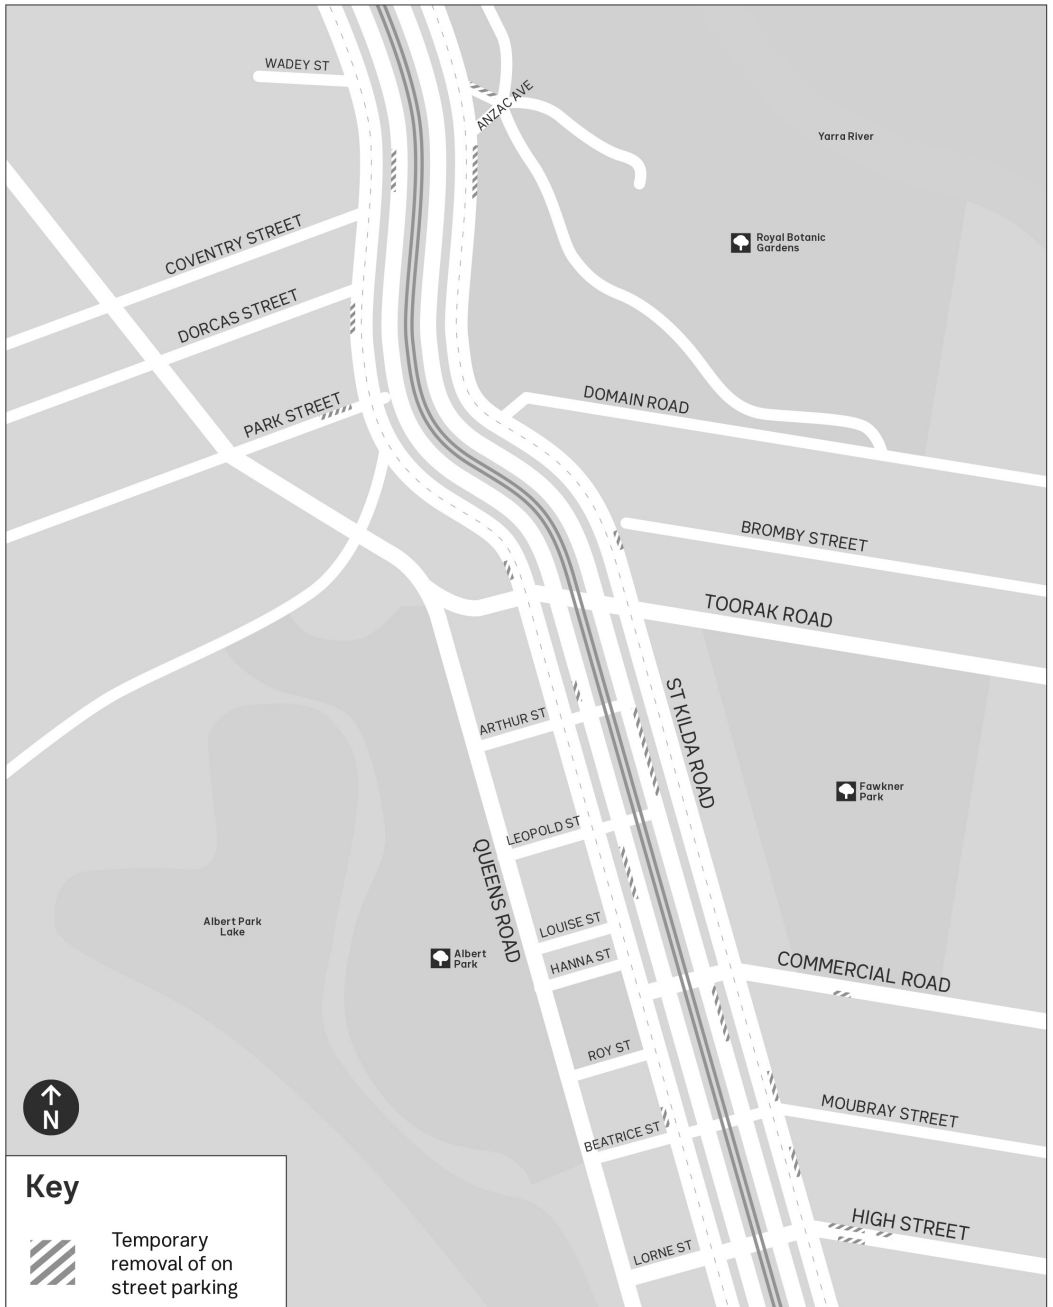 WADEY ST
ANZAC AVE
Yarra River
COVENTRY STREET
Royal Botanic
Gardens
DORCAS STREET
PARK STREET
DOMAIN ROAD
BROMBY STREET
TOORAK ROAD
ST KILDA ROAD
ARTHUR ST
Fawkner
Park
LEOPOLD ST
QUEENS ROAD
Albert Park
Lake
LOUISE ST
Albert
Park
HANNA ST
COMMERCIAL ROAD
ROY ST
N
MOUBRAY STREET
BEATRICE ST
Key
HIGH STREET
LORNE ST
Temporary
removal of on
street parking